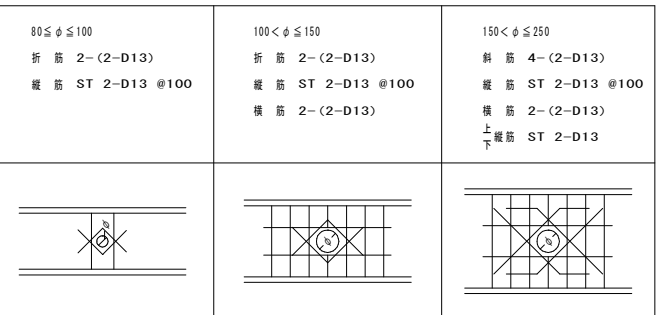 80≦φ≦100
折 筋 2-(2-D13)
縦 筋 ST 2-D13 @100
100<φ≦150
折 筋 2-(2-D13)
縦 筋 ST 2-D13 @100
横 筋 2-(2-D13)
150<φ≦250
斜 筋 4-(2-D13)
縦 筋 ST 2-D13 @100
横 筋 2-(2-D13)
上下縦筋 ST 2-D13
φ
φ
φ